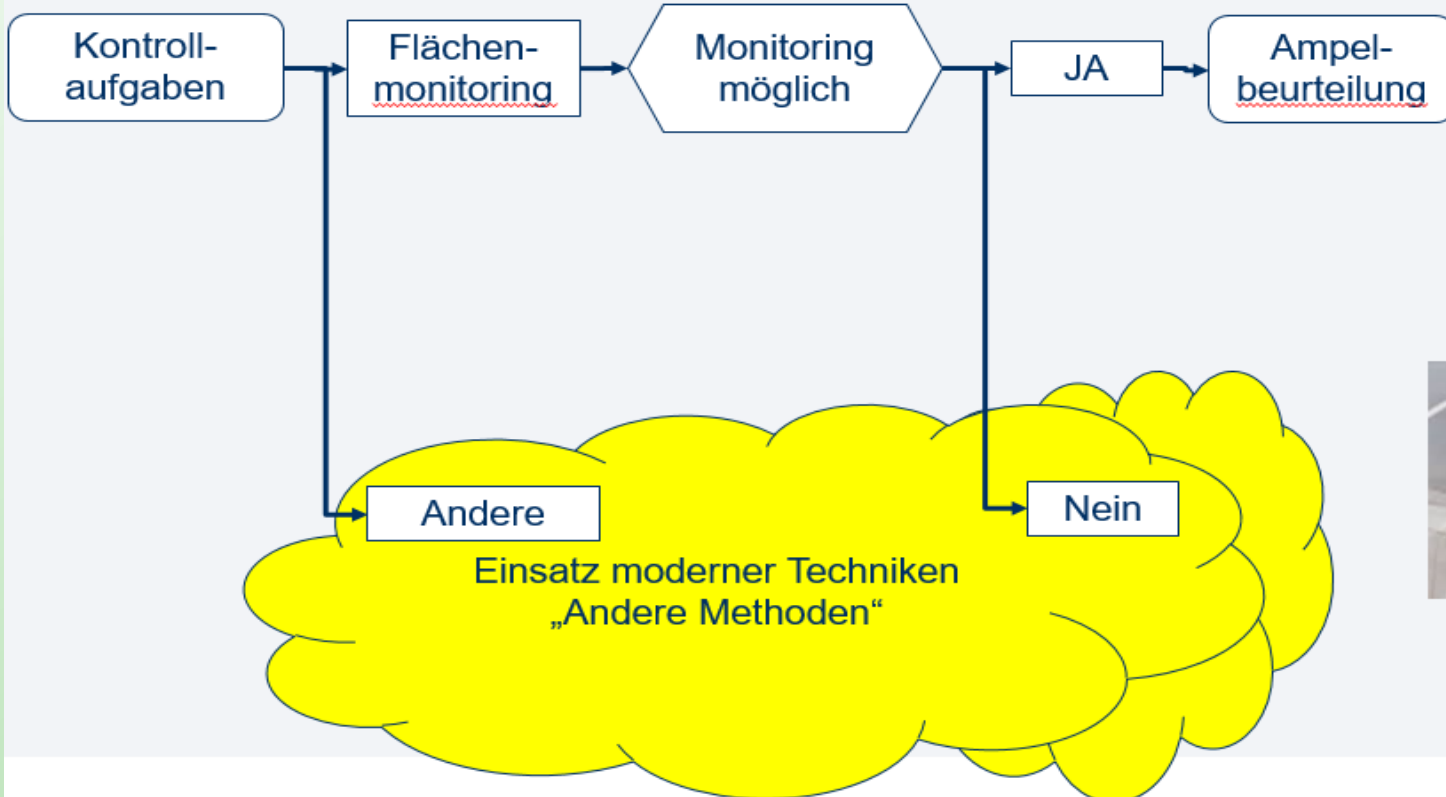 Kontroll-
aufgaben
Flächen-
monitoring
Monitoring
möglich
JA
Ampel-
beurteilung
Andere
Nein
Einsatz moderner Techniken
„Andere Methoden“